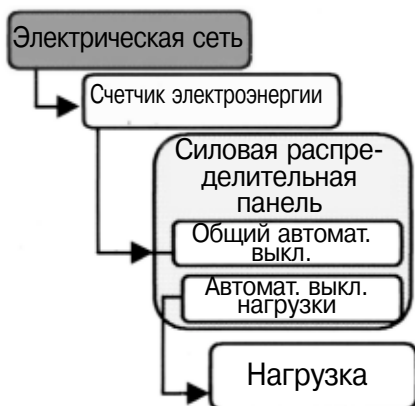 Электрическая сеть
Счетчик электроэнергии
Силовая распре-
делительная
панель
Общий автомат.
выкл.
Автомат. выкл.
нагрузки
Нагрузка